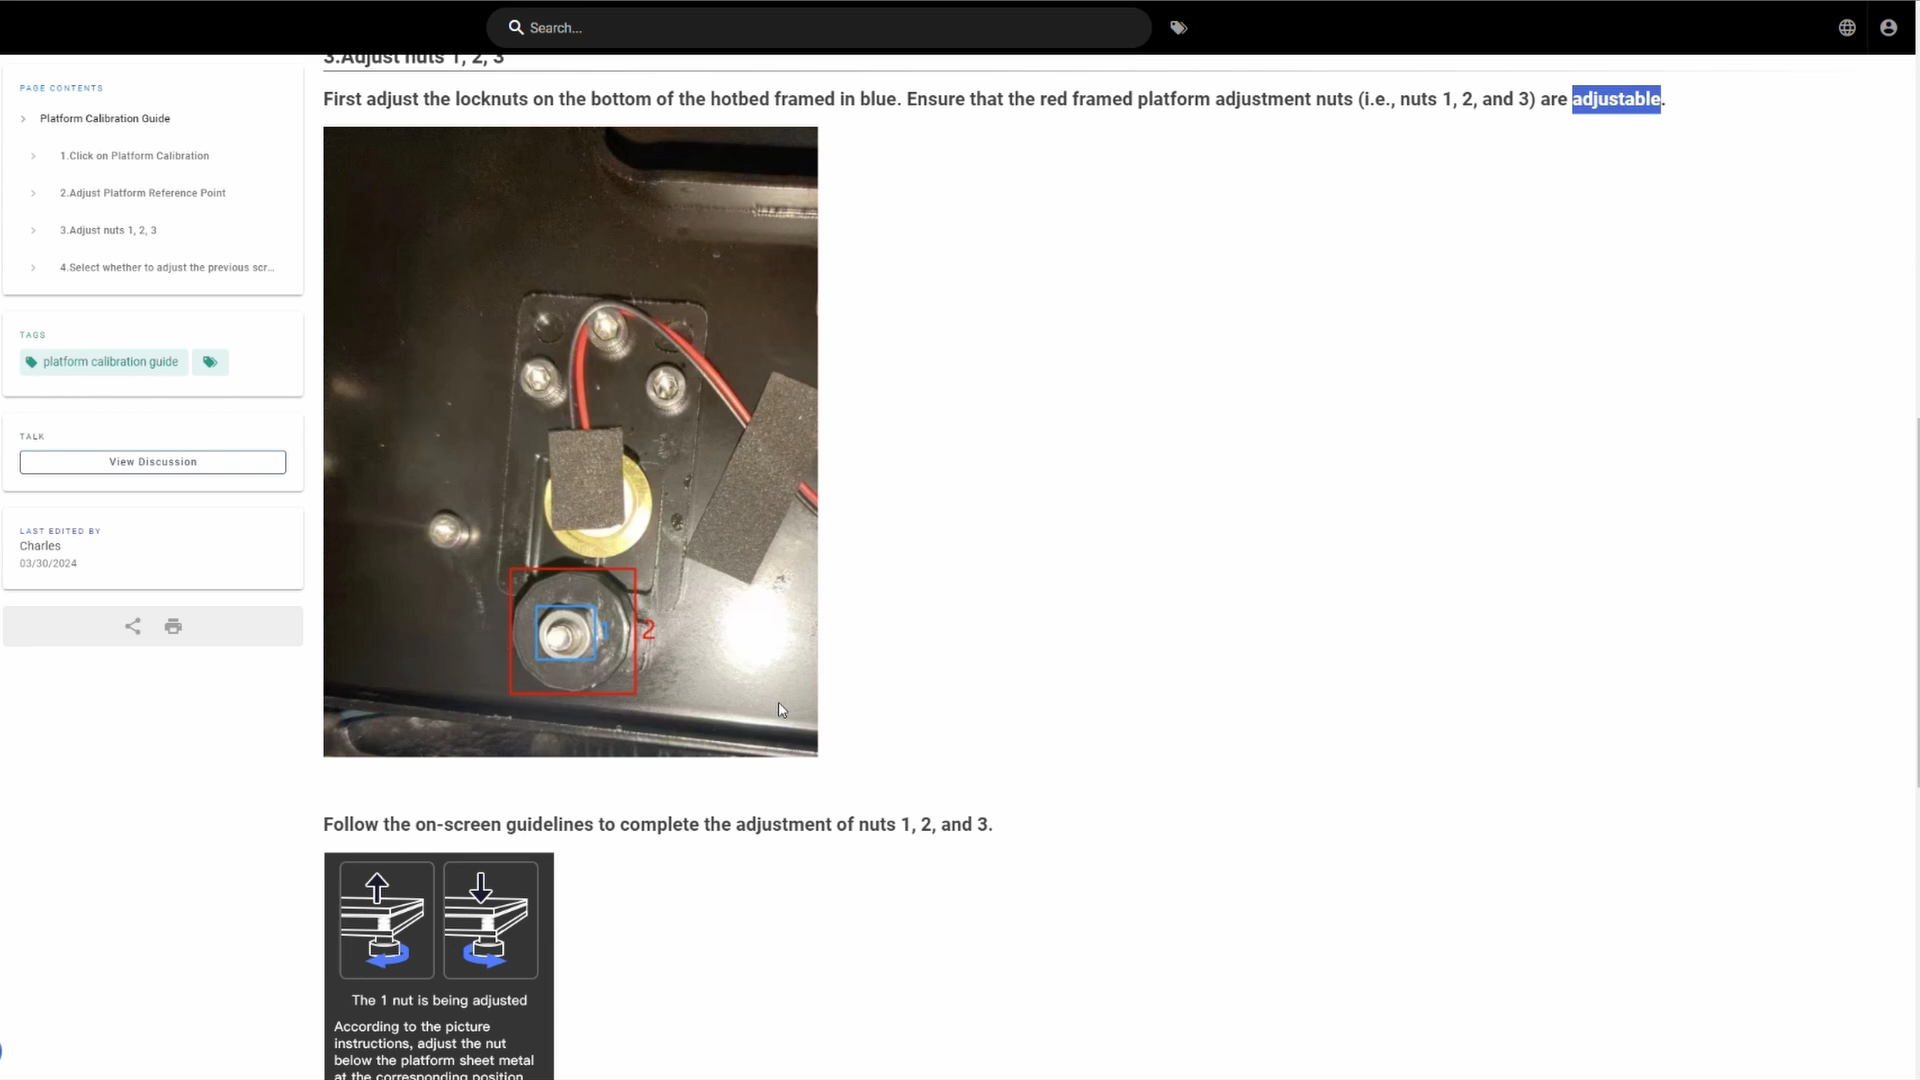 Search...
3.Adjust nuts 1, 2, 3
PAGE CONTENTS
Platform Calibration Guide
1.Click on Platform Calibration
2.Adjust Platform Reference Point
3.Adjust nuts 1, 2, 3
4.Select whether to adjust the previous scr...
TAGS
platform calibration guide
TALK
View Discussion
LAST EDITED BY
Charles
03/30/2024
First adjust the locknuts on the bottom of the hotbed framed in blue. Ensure that the red framed platform adjustment nuts (i.e., nuts 1, 2, and 3) are adjustable.
1
2
Follow the on-screen guidelines to complete the adjustment of nuts 1, 2, and 3.
The 1 nut is being adjusted
According to the picture
instructions, adjust the nut
below the platform sheet metal
at the corresponding position